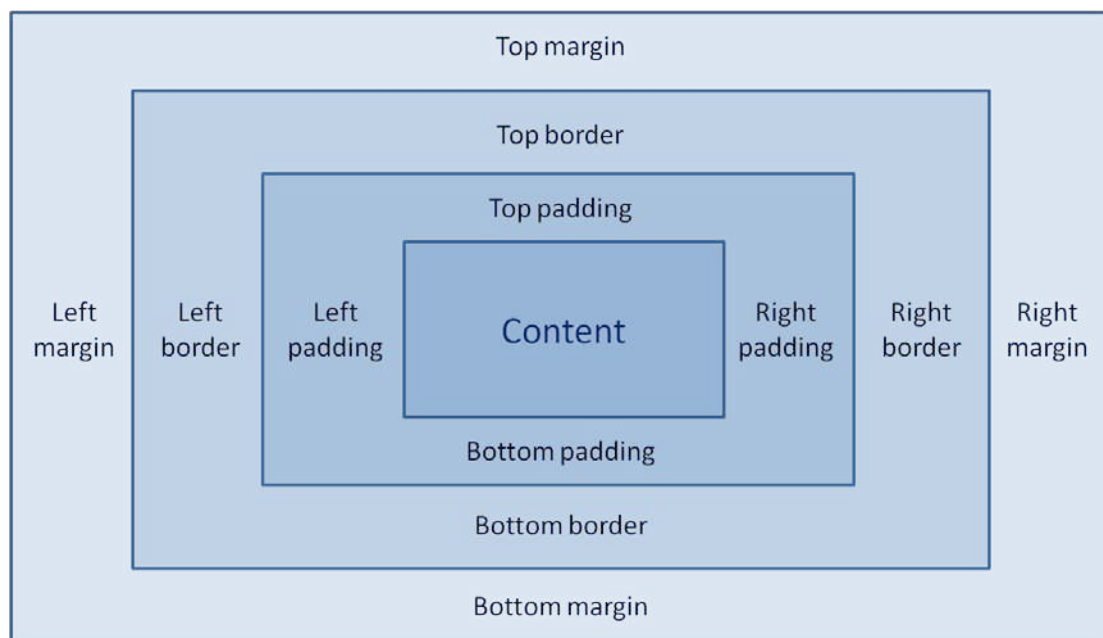 Top margin
Top border
Top padding
Left
margin
Left
border
Left
padding
Content
Right
padding
Right
border
Right
margin
Bottom padding
Bottom border
Bottom margin